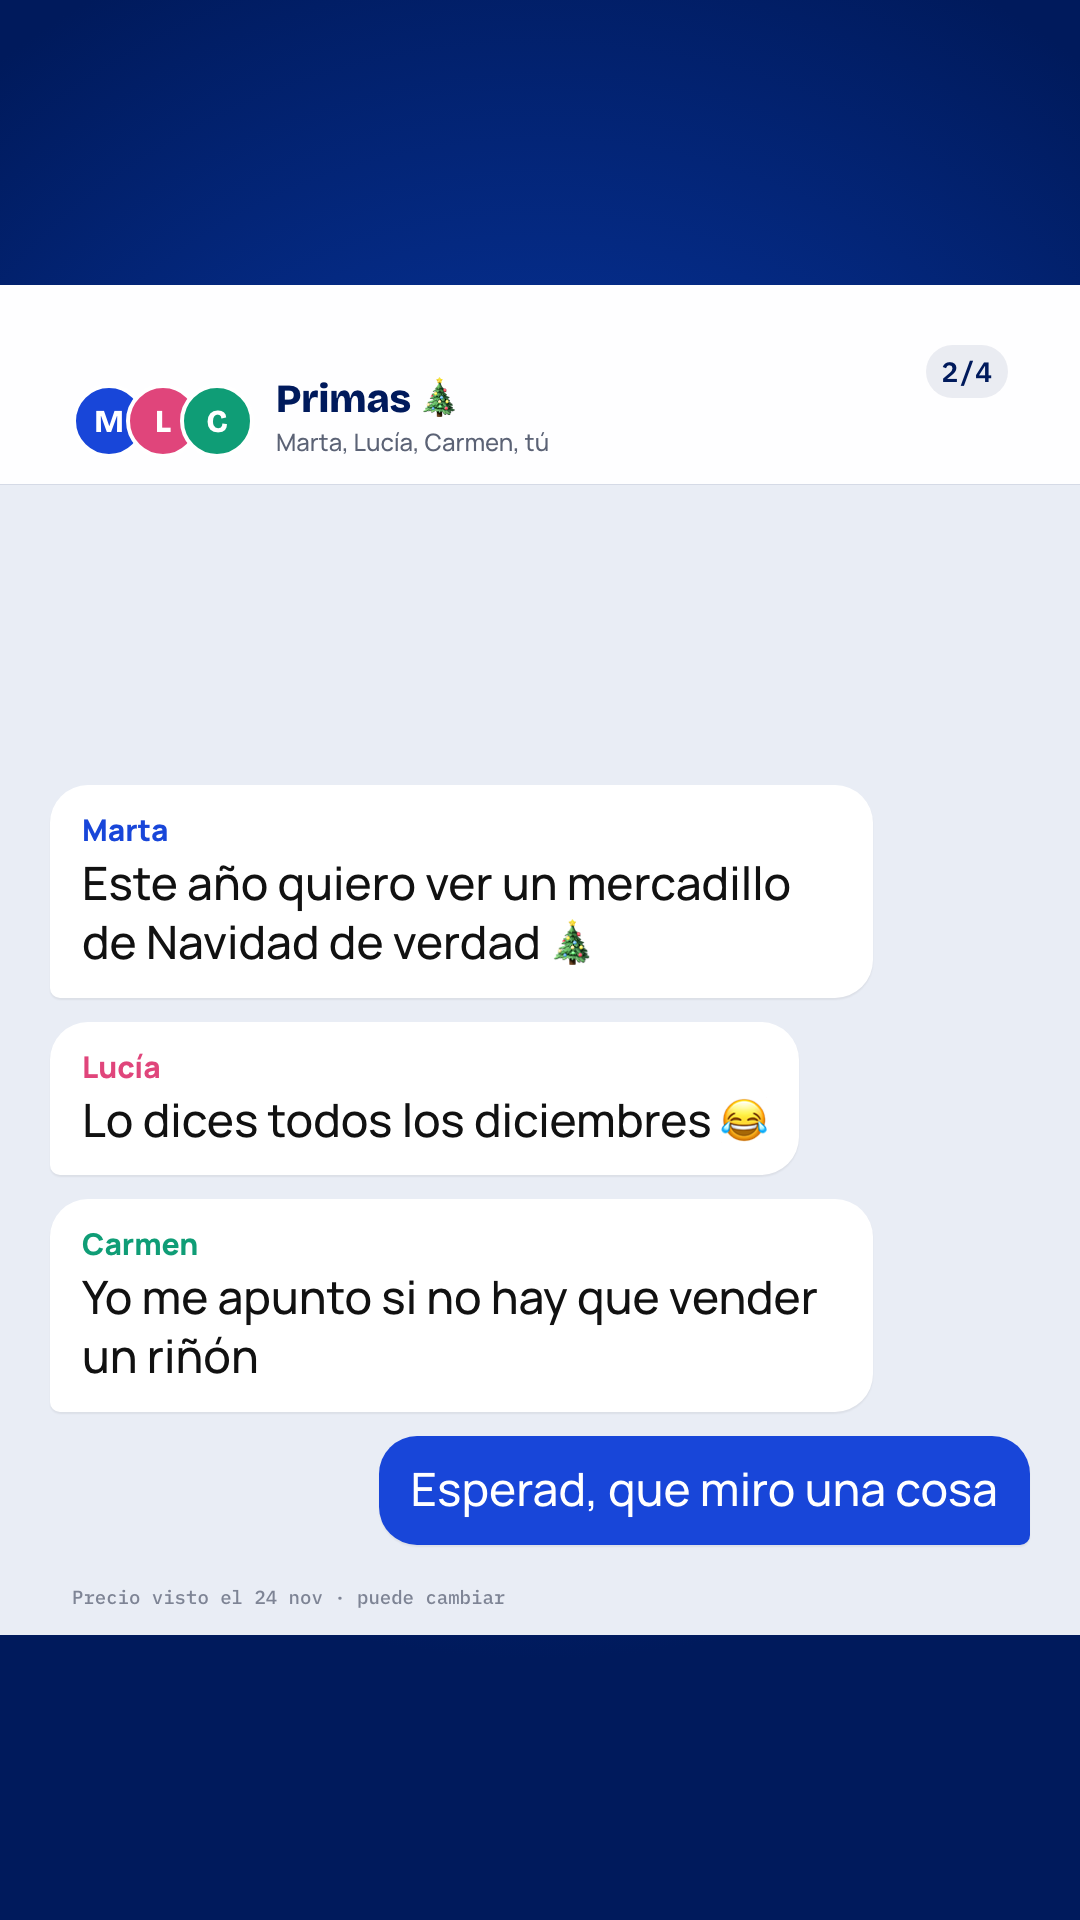 2/4
M L C
Primas 🎄
Marta, Lucía, Carmen, tú
Marta
Este año quiero ver un mercadillo
de Navidad de verdad 🎄
Lucía
Lo dices todos los diciembres 😂
Carmen
Yo me apunto si no hay que vender
un riñón
Esperad, que miro una cosa
Precio visto el 24 nov · puede cambiar